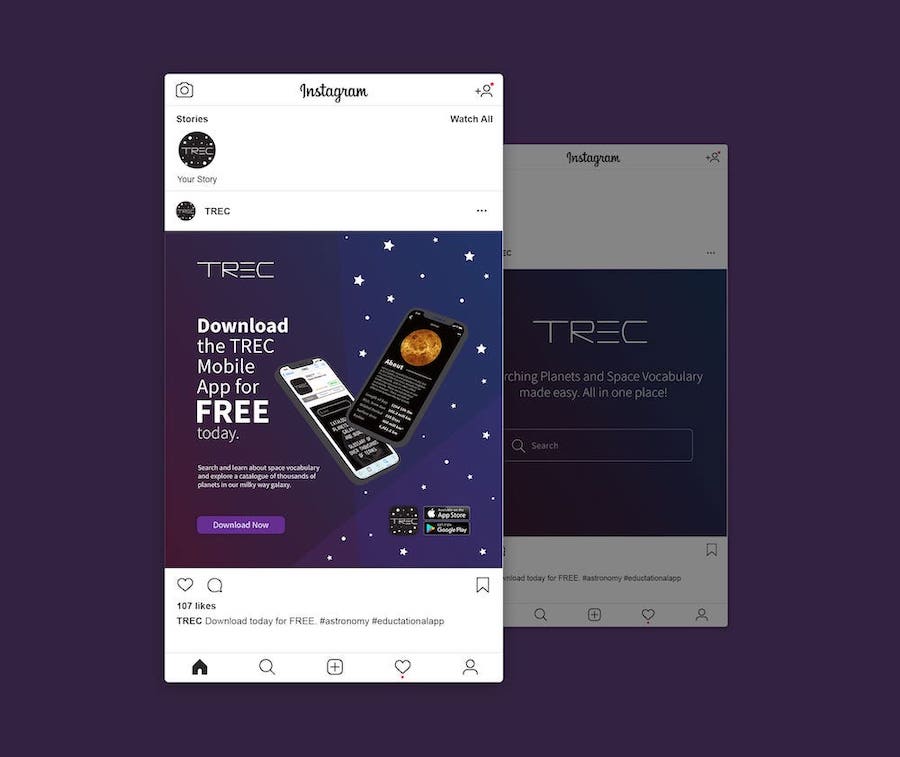 Instagram
Stories
Watch All
TREC
Your Story
TREC
TREC
TREC
Download
the TREC
Mobile
App for
FREE
today.
About
Search and learn about space vocabulary
and explore a catalogue of thousands of
planets in our milky way galaxy.
Download Now
TREC
App Store
Google Play
107 likes
TREC Download today for FREE. #astronomy #eductationalapp
Instagram
TREC
Planets and Space Vocabulary
made easy. All in one place!
Search
today for FREE. #astronomy #eductationalapp